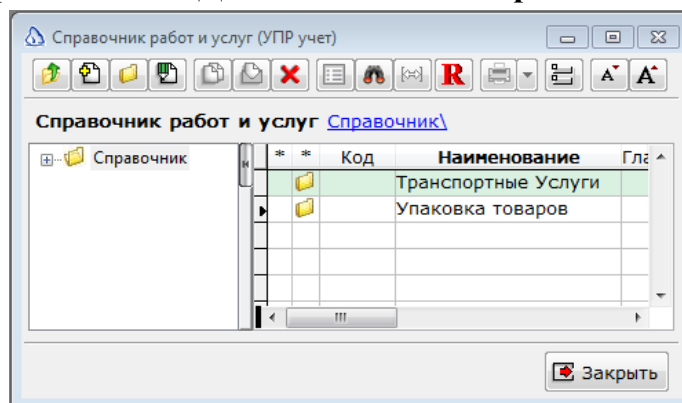 Справочник работ и услуг (УПР учет)
R A A
Справочник работ и услуг Справочник\
Справочник
* * Код Наименование Гла
Транспортные Услуги
Упаковка товаров
Закрыть